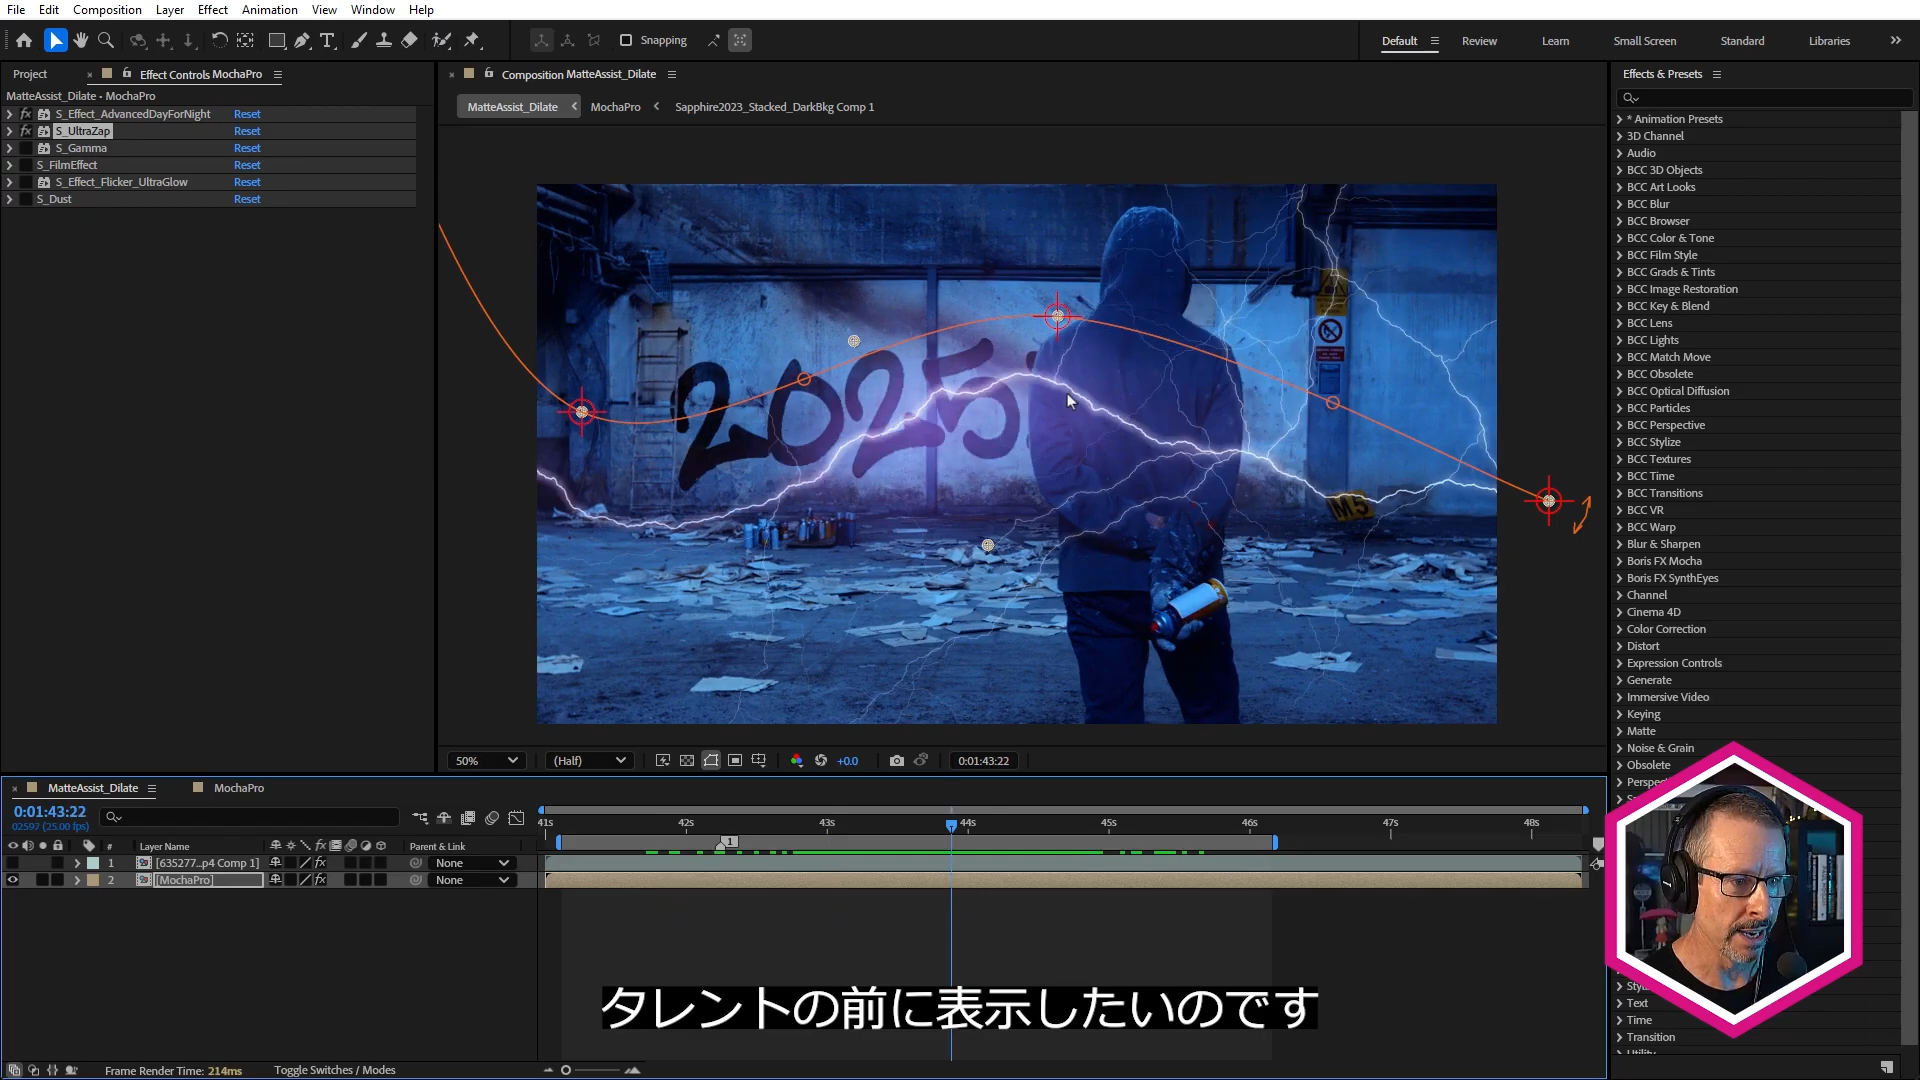 File Edit Composition Layer Effect Animation View Window Help
Snapping
Default Review Learn Small Screen Standard Libraries
Project Effect Controls MochaPro
MatteAssist_Dilate · MochaPro
S_Effect_AdvancedDayForNight Reset
S_UltraZap Reset
S_Gamma Reset
S_FilmEffect Reset
S_Effect_Flicker_UltraGlow Reset
S_Dust Reset
Composition MatteAssist_Dilate
MatteAssist_Dilate MochaPro Sapphire2023_Stacked_DarkBkg Comp 1
2025
M5
50% (Half) +0.0 0:01:43:22
Effects & Presets
* Animation Presets
3D Channel
Audio
BCC 3D Objects
BCC Art Looks
BCC Blur
BCC Browser
BCC Color & Tone
BCC Film Style
BCC Grads & Tints
BCC Image Restoration
BCC Key & Blend
BCC Lens
BCC Lights
BCC Match Move
BCC Obsolete
BCC Optical Diffusion
BCC Particles
BCC Perspective
BCC Stylize
BCC Textures
BCC Time
BCC Transitions
BCC VR
BCC Warp
Blur & Sharpen
Boris FX Mocha
Boris FX SynthEyes
Channel
Cinema 4D
Color Correction
Distort
Expression Controls
Generate
Immersive Video
Keying
Matte
Noise & Grain
Obsolete
Text
Time
Transition
MatteAssist_Dilate MochaPro
0:01:43:22
02597 (25.00 fps)
41s 42s 43s 44s 45s 46s 47s 48s
1
# Layer Name Parent & Link
1 [635277...p4 Comp 1] None
2 [MochaPro] None
タレントの前に表示したいのです
Frame Render Time: 214ms Toggle Switches / Modes